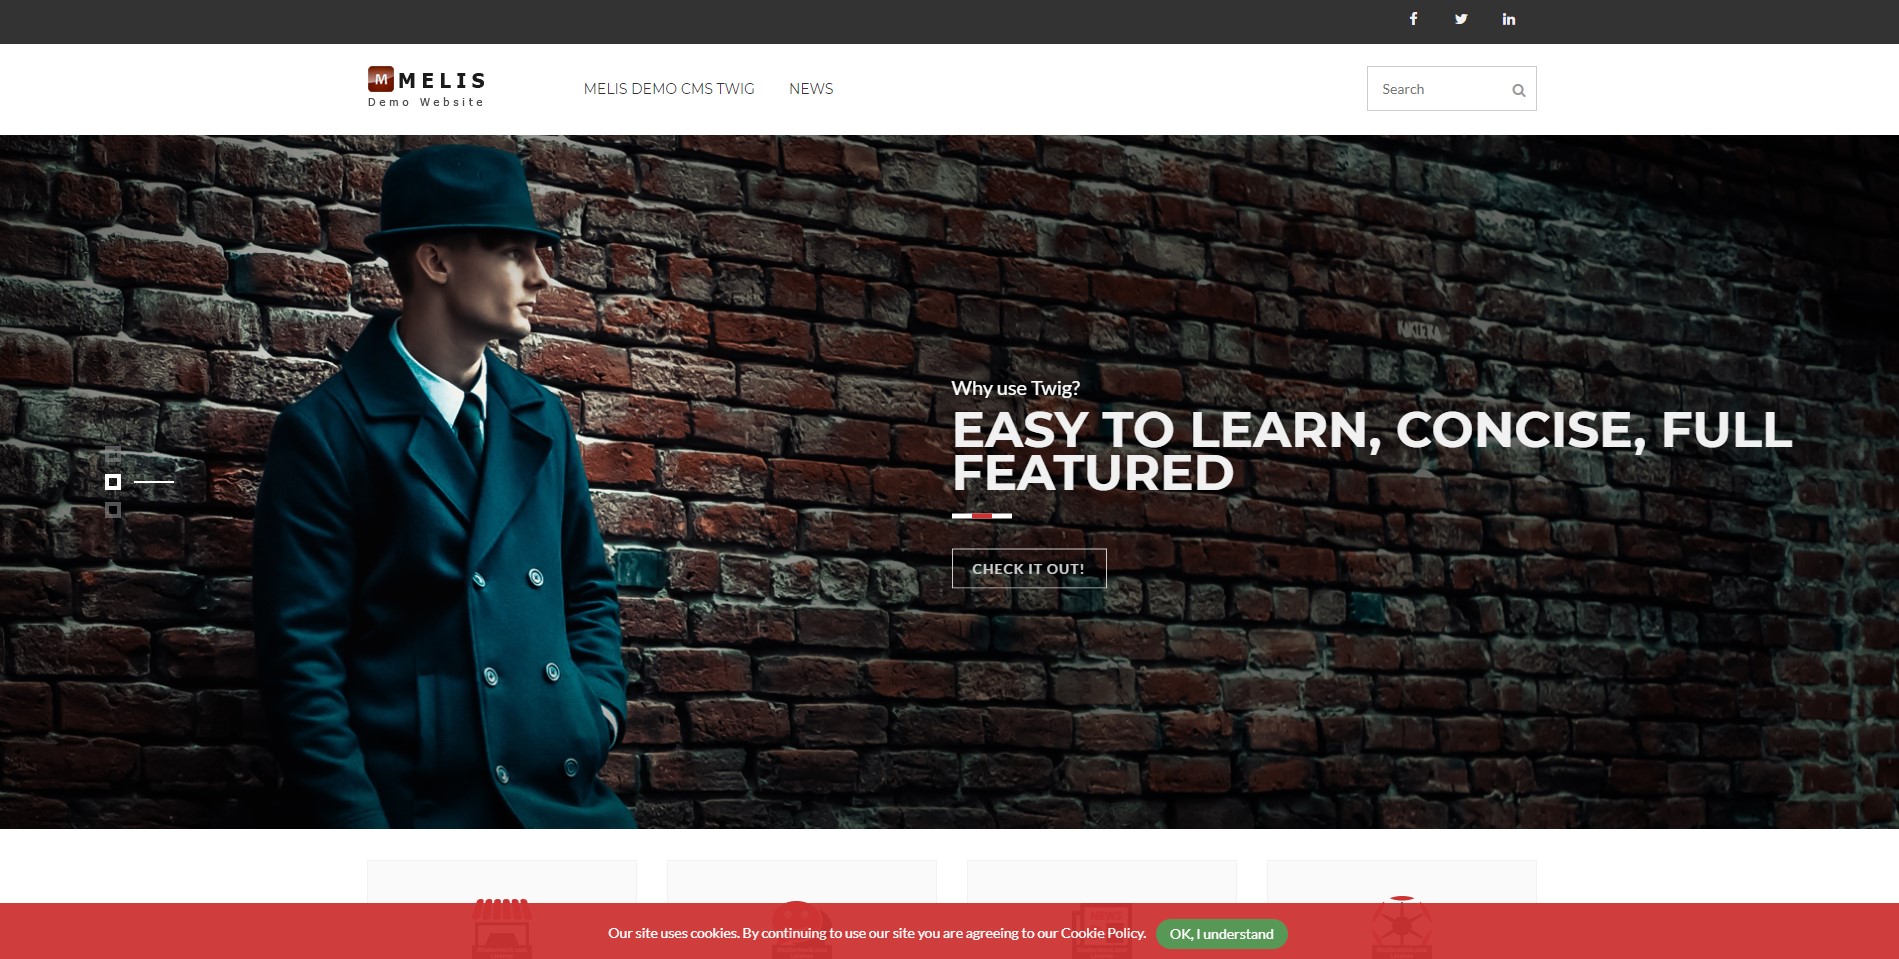 M MELIS
Demo Website
MELIS DEMO CMS TWIG
NEWS
Search
Why use Twig?
EASY TO LEARN, CONCISE, FULL
FEATURED
CHECK IT OUT!
NEWS
Our site uses cookies. By continuing to use our site you are agreeing to our Cookie Policy.
OK, I understand